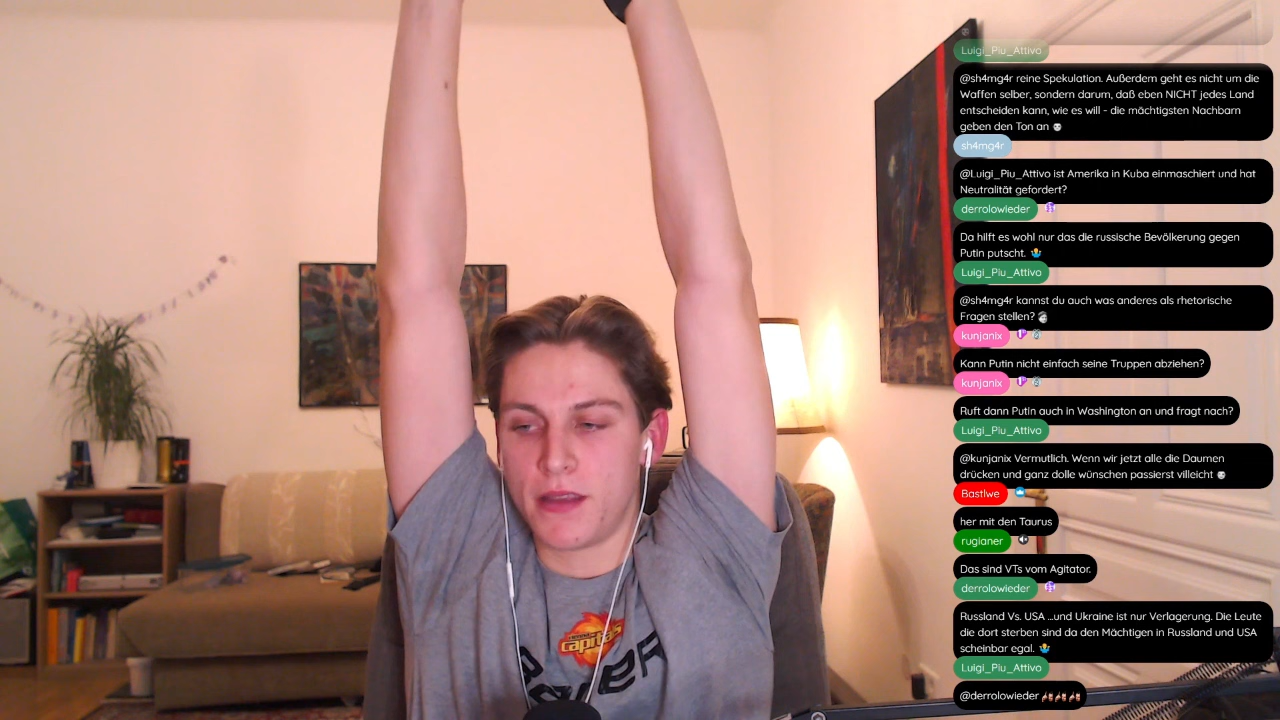 Luigi_Piu_Attivo
@sh4mg4r reine Spekulation. Außerdem geht es nicht um die
Waffen selber, sondern darum, daß eben NICHT jedes Land
entscheiden kann, wie es will - die mächtigsten Nachbarn
geben den Ton an
sh4mg4r
@Luigi_Piu_Attivo ist Amerika in Kuba einmaschiert und hat
Neutralität gefordert?
derrolowieder
Da hilft es wohl nur das die russische Bevölkerung gegen
Putin putscht.
Luigi_Piu_Attivo
@sh4mg4r kannst du auch was anderes als rhetorische
Fragen stellen?
kunjanix
Kann Putin nicht einfach seine Truppen abziehen?
kunjanix
Ruft dann Putin auch in Washington an und fragt nach?
Luigi_Piu_Attivo
@kunjanix Vermutlich. Wenn wir jetzt alle die Daumen
drücken und ganz dolle wünschen passierst villeicht
Bastlwe
her mit den Taurus
rugianer
Das sind VTs vom Agitator.
derrolowieder
Russland Vs. USA ...und Ukraine ist nur Verlagerung. Die Leute
die dort sterben sind da den Mächtigen in Russland und USA
scheinbar egal.
Luigi_Piu_Attivo
@derrolowieder
capitals
POWER